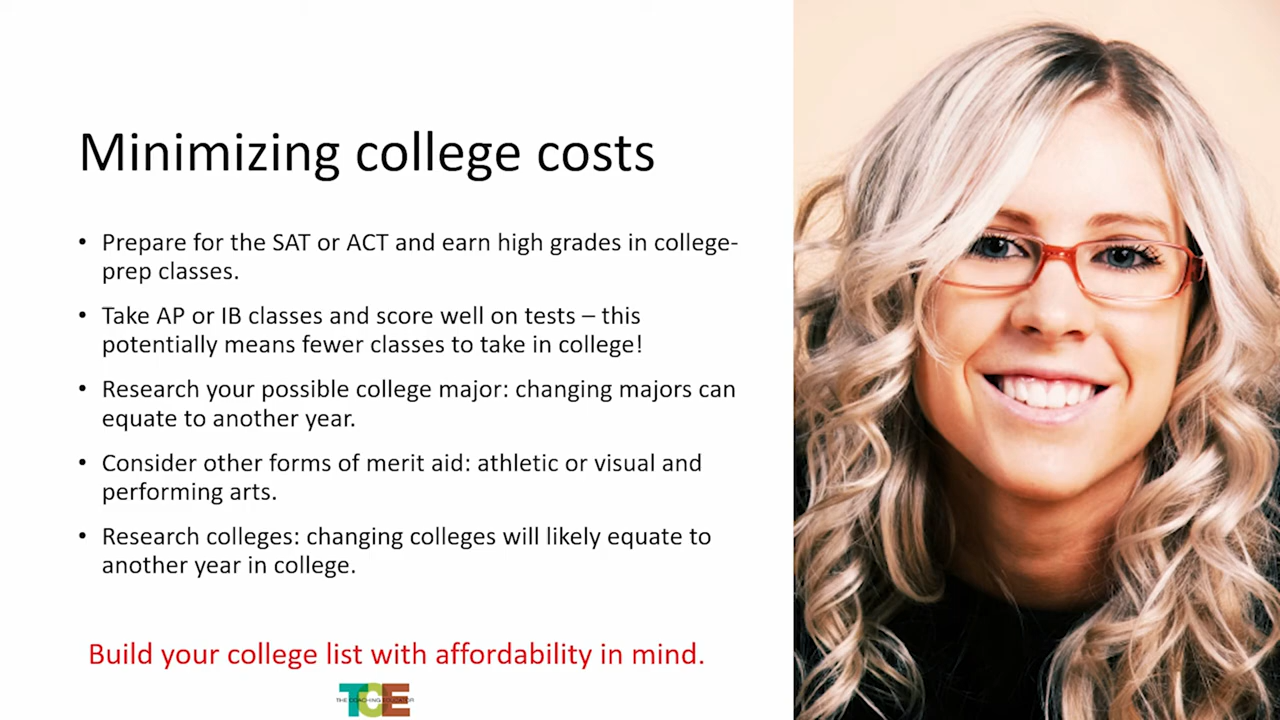 Minimizing college costs
• Prepare for the SAT or ACT and earn high grades in college-
prep classes.
• Take AP or IB classes and score well on tests – this
potentially means fewer classes to take in college!
• Research your possible college major: changing majors can
equate to another year.
• Consider other forms of merit aid: athletic or visual and
performing arts.
• Research colleges: changing colleges will likely equate to
another year in college.
Build your college list with affordability in mind.
TCE
THE COACHING EDUCATOR